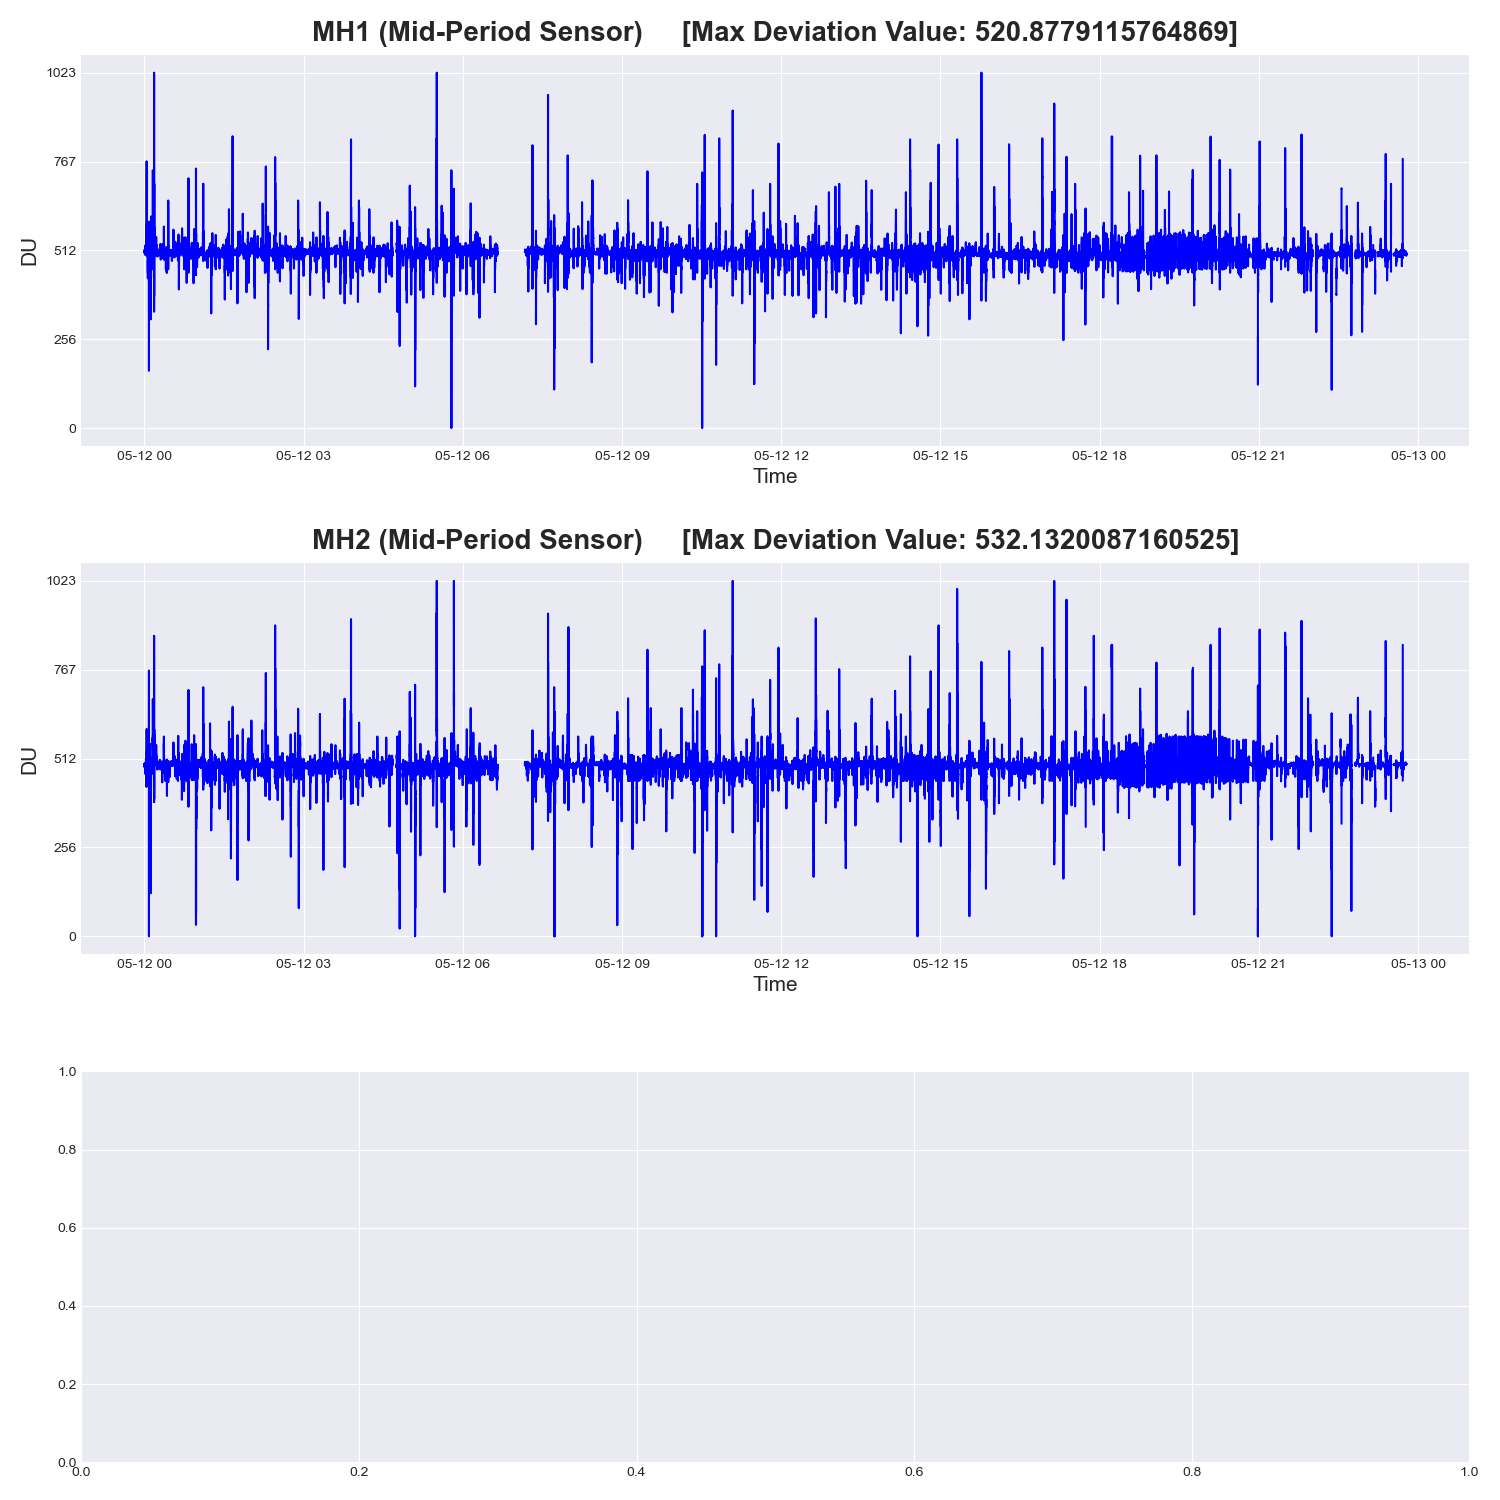 MH1 (Mid-Period Sensor) [Max Deviation Value: 520.8779115764869]
1023
767
512
256
0
DU
05-12 00 05-12 03 05-12 06 05-12 09 05-12 12 05-12 15 05-12 18 05-12 21 05-13 00
Time
MH2 (Mid-Period Sensor) [Max Deviation Value: 532.1320087160525]
1023
767
512
256
0
DU
05-12 00 05-12 03 05-12 06 05-12 09 05-12 12 05-12 15 05-12 18 05-12 21 05-13 00
Time
1.0
0.8
0.6
0.4
0.2
0.0
0.0 0.2 0.4 0.6 0.8 1.0